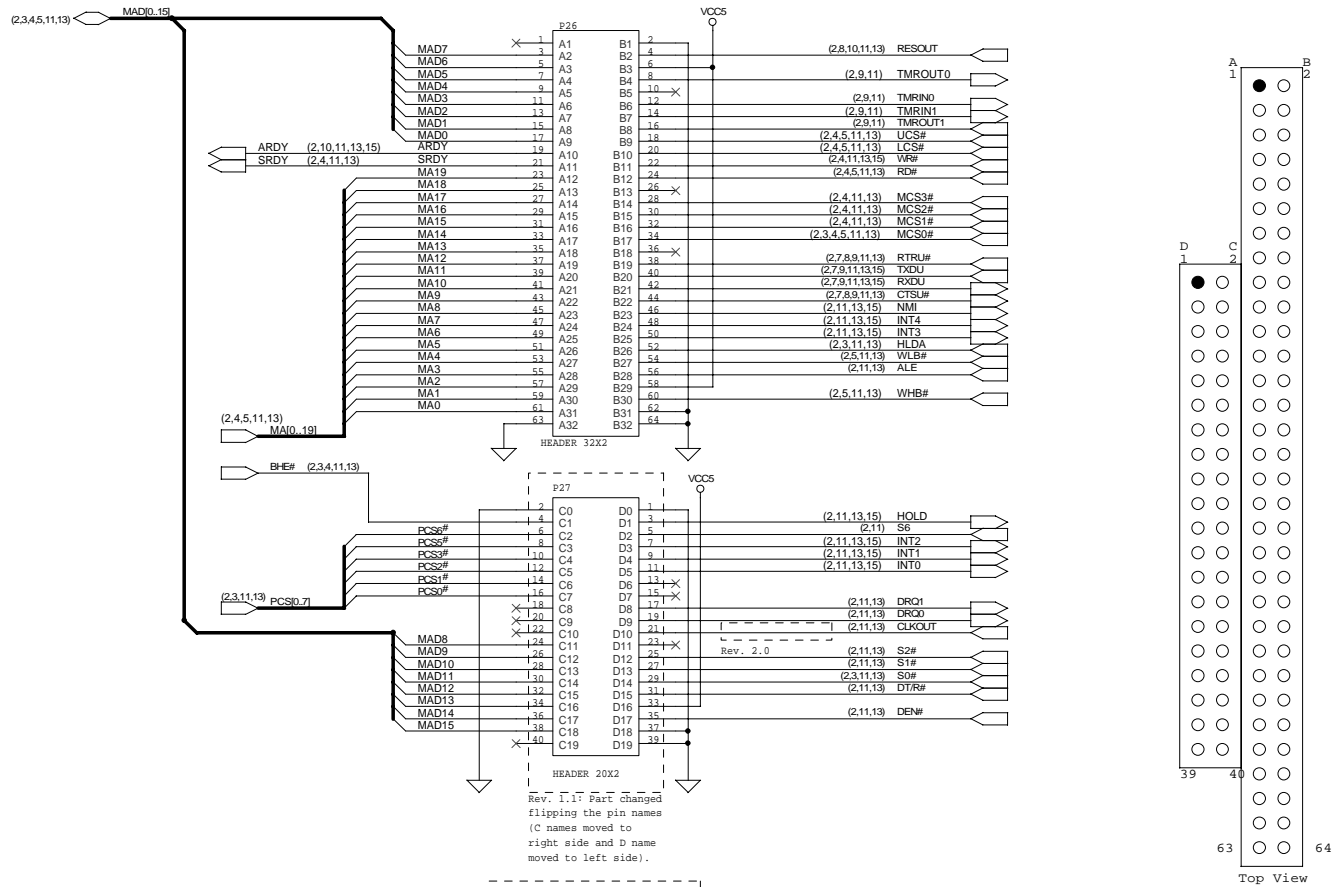 (2,3,4,5,11,13) MAD[0..15]
VCC5
P26
1 A1 B1 2
MAD7 3 A2 B2 4 (2,8,10,11,13) RESOUT
MAD6 5 A3 B3 6
MAD5 7 A4 B4 8 (2,9,11) TMROUT0
MAD4 9 A5 B5 10
MAD3 11 A6 B6 12 (2,9,11) TMRIN0
MAD2 13 A7 B7 14 (2,9,11) TMRIN1
MAD1 15 A8 B8 16 (2,9,11) TMROUT1
MAD0 17 A9 B9 18 (2,4,5,11,13) UCS#
ARDY (2,10,11,13,15) ARDY 19 A10 B10 20 (2,4,5,11,13) LCS#
SRDY (2,4,11,13) SRDY 21 A11 B11 22 (2,4,11,13,15) WR#
MA19 23 A12 B12 24 (2,4,5,11,13) RD#
MA18 25 A13 B13 26
MA17 27 A14 B14 28 (2,4,11,13) MCS3#
MA16 29 A15 B15 30 (2,4,11,13) MCS2#
MA15 31 A16 B16 32 (2,4,11,13) MCS1#
MA14 33 A17 B17 34 (2,3,4,5,11,13) MCS0#
MA13 35 A18 B18 36
MA12 37 A19 B19 38 (2,7,8,9,11,13) RTRU#
MA11 39 A20 B20 40 (2,7,9,11,13,15) TXDU
MA10 41 A21 B21 42 (2,7,9,11,13,15) RXDU
MA9 43 A22 B22 44 (2,7,8,9,11,13) CTSU#
MA8 45 A23 B23 46 (2,11,13,15) NMI
MA7 47 A24 B24 48 (2,11,13,15) INT4
MA6 49 A25 B25 50 (2,11,13,15) INT3
MA5 51 A26 B26 52 (2,3,11,13) HLDA
MA4 53 A27 B27 54 (2,5,11,13) WLB#
MA3 55 A28 B28 56 (2,11,13) ALE
MA2 57 A29 B29 58
MA1 59 A30 B30 60 (2,5,11,13) WHB#
MA0 61 A31 B31 62
63 A32 B32 64
(2,4,5,11,13) MA[0..19]
HEADER 32X2
BHE# (2,3,4,11,13)
VCC5
P27
2 C0 D0 1
4 C1 D1 3 (2,11,13,15) HOLD
PCS6# 6 C2 D2 5 (2,11) S6
PCS5# 8 C3 D3 7 (2,11,13,15) INT2
PCS3# 10 C4 D4 9 (2,11,13,15) INT1
PCS2# 12 C5 D5 11 (2,11,13,15) INT0
PCS1# 14 C6 D6 13
PCS0# 16 C7 D7 15
(2,3,11,13) PCS[0..7]
18 C8 D8 17 (2,11,13) DRQ1
20 C9 D9 19 (2,11,13) DRQ0
22 C10 D10 21 (2,11,13) CLKOUT
MAD8 24 C11 D11 23
Rev. 2.0
MAD9 26 C12 D12 25 (2,11,13) S2#
MAD10 28 C13 D13 27 (2,11,13) S1#
MAD11 30 C14 D14 29 (2,3,11,13) S0#
MAD12 32 C15 D15 31 (2,11,13) DT/R#
MAD13 34 C16 D16 33
MAD14 36 C17 D17 35 (2,11,13) DEN#
MAD15 38 C18 D18 37
40 C19 D19 39
HEADER 20X2
Rev. 1.1: Part changed
flipping the pin names
(C names moved to
right side and D name
moved to left side).
A B
1 2
D C
1 2
39 40
63 64
Top View